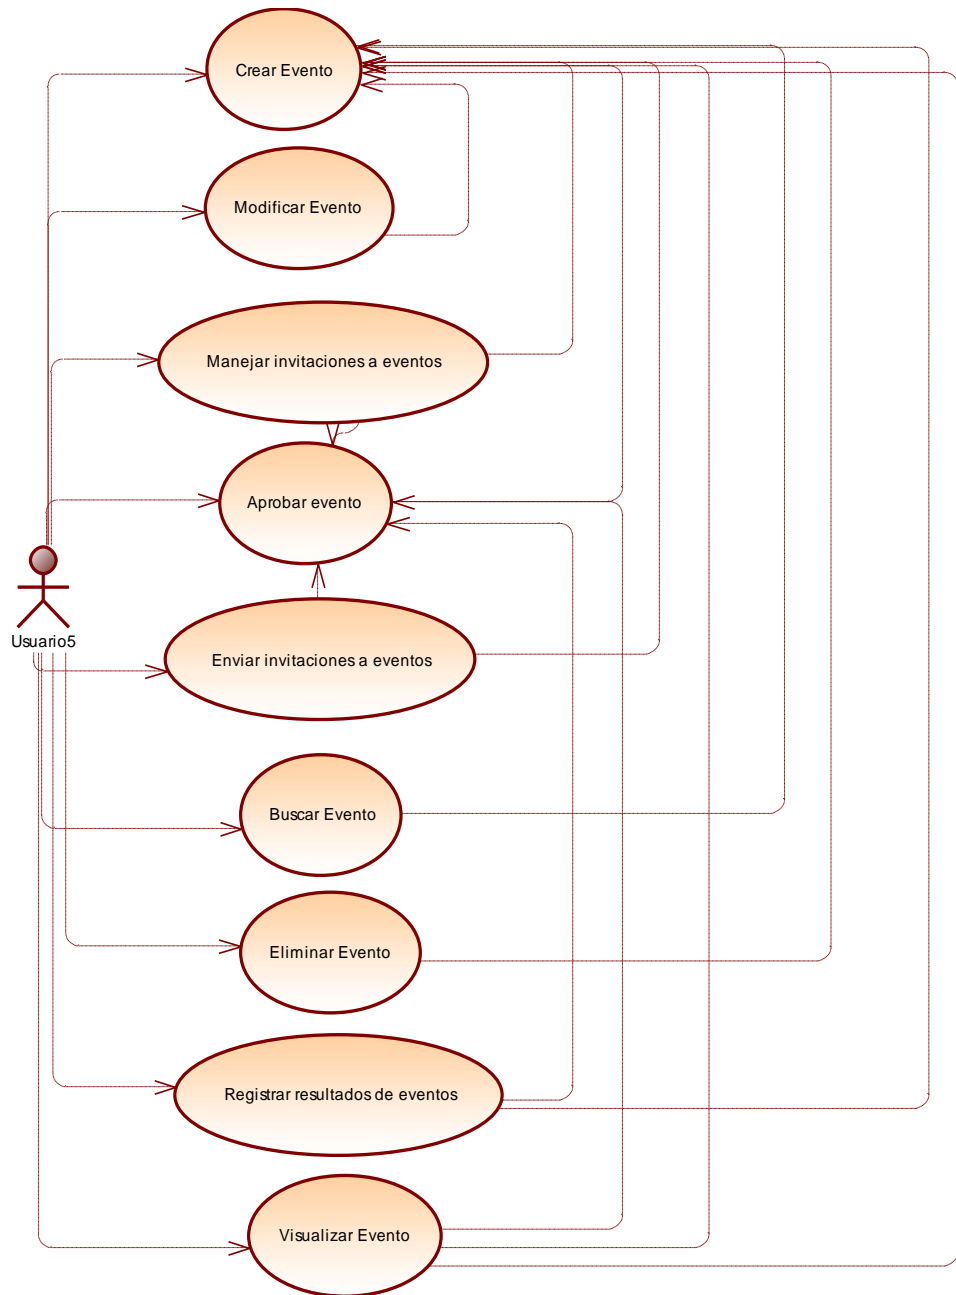 Crear Evento
Modificar Evento
Manejar invitaciones a eventos
Aprobar evento
Usuario5
Enviar invitaciones a eventos
Buscar Evento
Eliminar Evento
Registrar resultados de eventos
Visualizar Evento